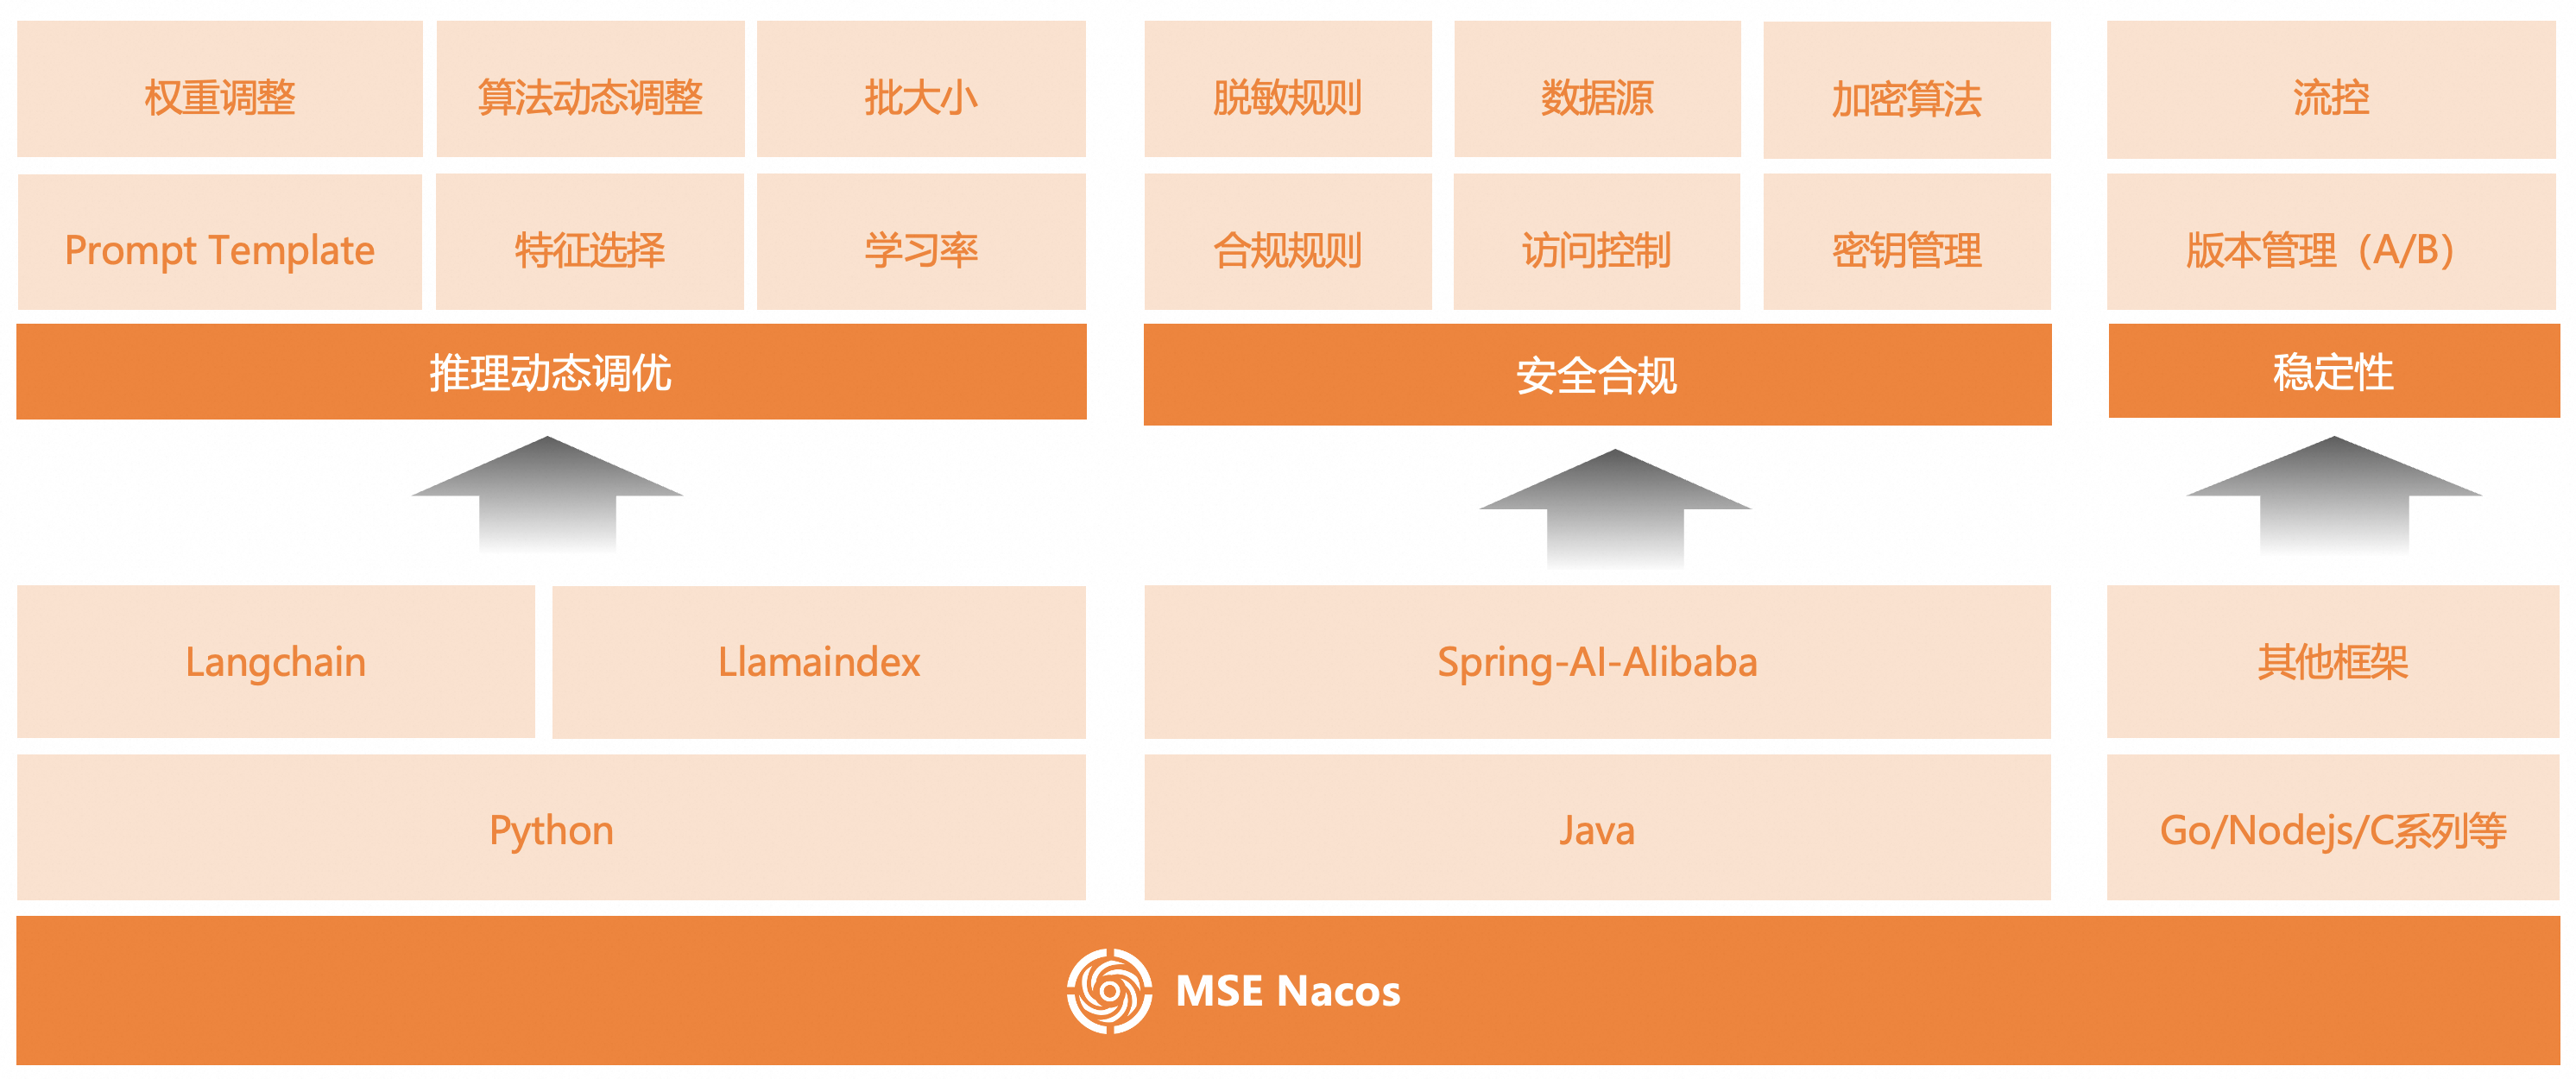 权重调整
算法动态调整
批大小
脱敏规则
数据源
加密算法
流控
Prompt Template
特征选择
学习率
合规规则
访问控制
密钥管理
版本管理（A/B）
推理动态调优
安全合规
稳定性
Langchain
Llamaindex
Spring-AI-Alibaba
其他框架
Python
Java
Go/Nodejs/C系列等
MSE Nacos